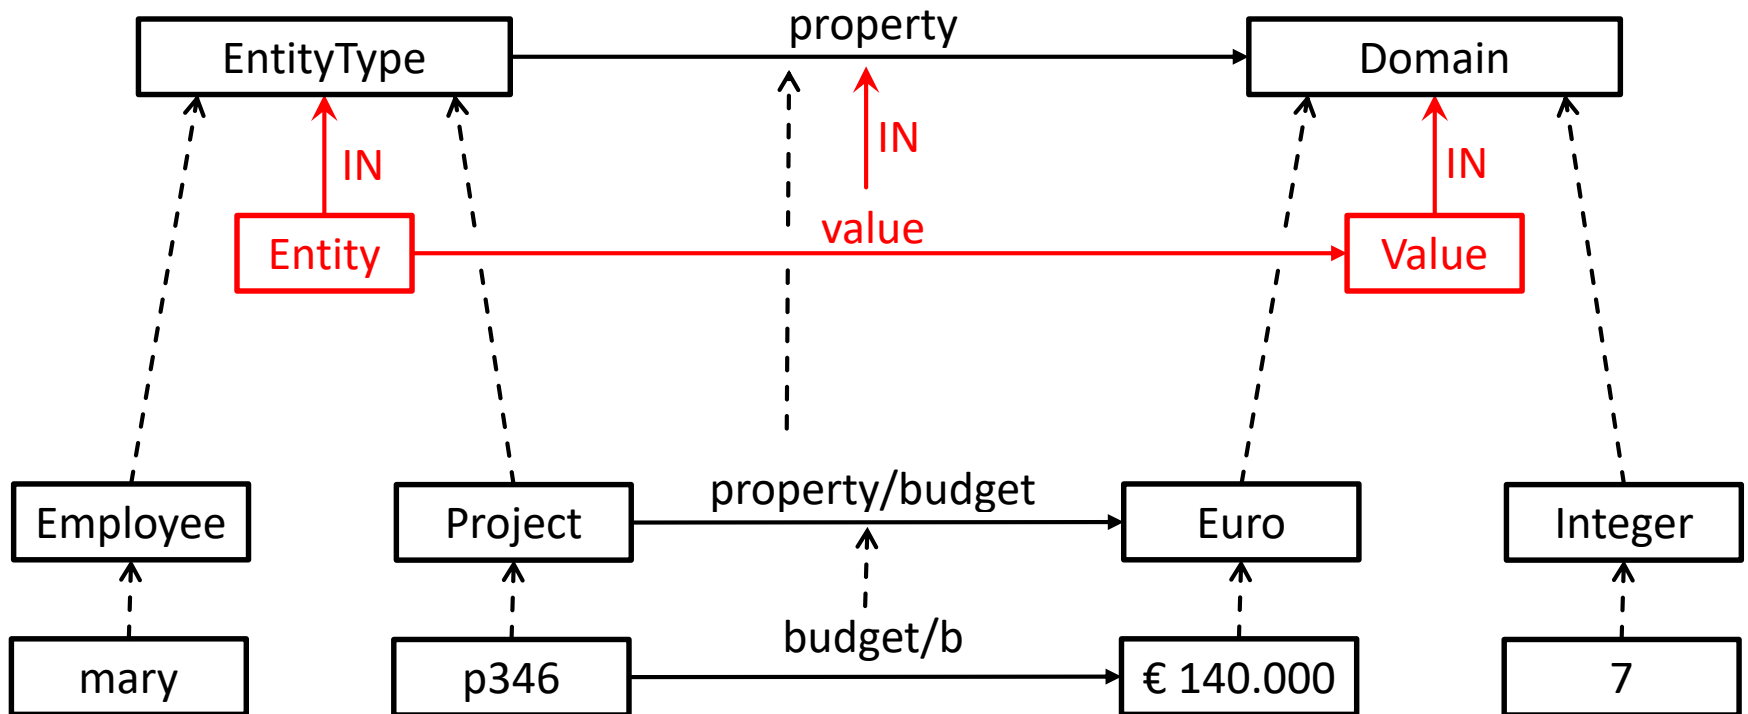 property
EntityType
Domain
IN
IN
IN
value
Entity
Value
property/budget
Employee
Project
Euro
Integer
budget/b
mary
p346
€ 140.000
7